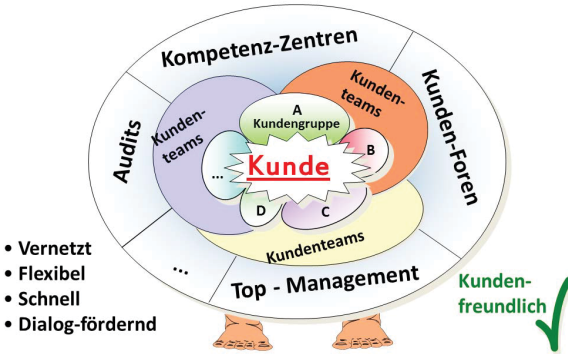 Kompetenz-Zentren
Kunden-
teams
Kunden-Foren
Kunden-
teams
Audits
A
Kundengruppe
B
...
Kunde
D
C
Kundenteams
...
Top - Management
• Vernetzt
• Flexibel
• Schnell
• Dialog-fördernd
Kunden-
freundlich